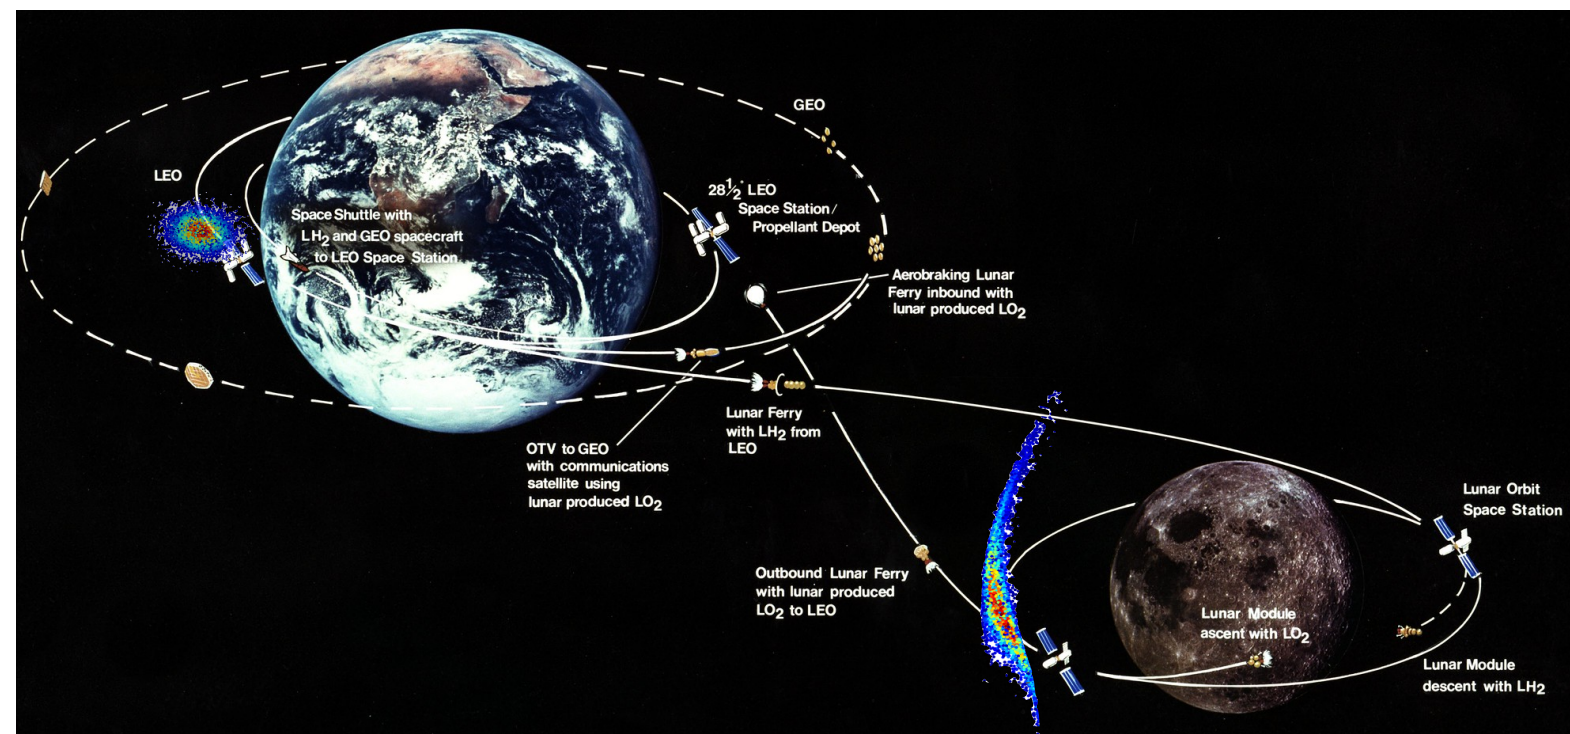 GEO
LEO
28½° LEO
Space Station/
Propellant Depot
Space Shuttle with
LH2 and GEO spacecraft
to LEO Space Station
Aerobraking Lunar
Ferry inbound with
lunar produced LO2
Lunar Ferry
with LH2 from
LEO
OTV to GEO
with communications
satellite using
lunar produced LO2
Lunar Orbit
Space Station
Outbound Lunar Ferry
with lunar produced
LO2 to LEO
Lunar Module
ascent with LO2
Lunar Module
descent with LH2